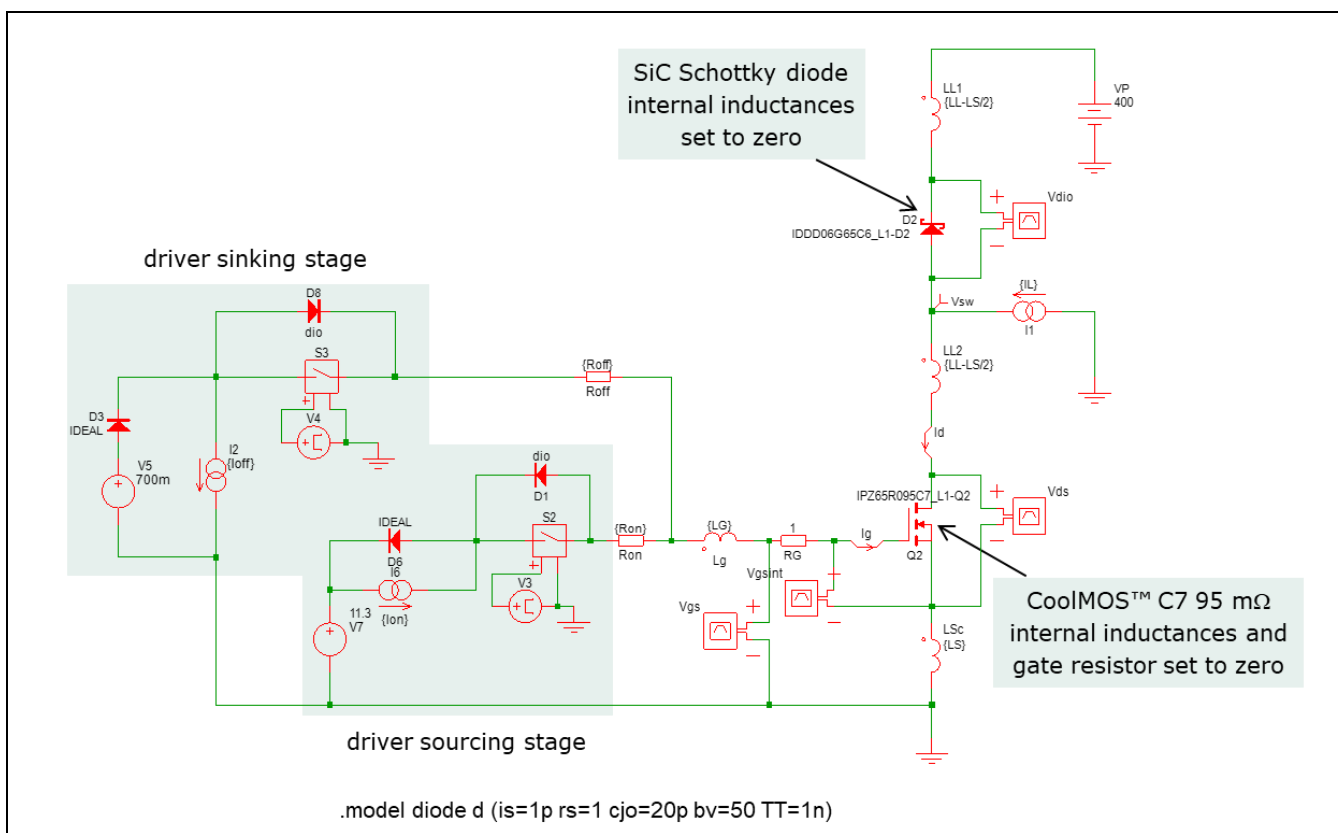 SiC Schottky diode
internal inductances
set to zero
LL1
{LL-LS/2}
VP
400
Vdio
D2
IDDD06G65C6_L1-D2
driver sinking stage
{IL}
Vsw
I1
D8
dio
LL2
{LL-LS/2}
S3
{Roff}
Roff
D3
IDEAL
V4
Id
I2
{Ioff}
V5
700m
dio
D1
IPZ65R095C7_L1-Q2
Vds
IDEAL
D6
S2
{Ron}
Ron
{LG}
Lg
1
RG
Ig
Q2
I6
{Ion}
V3
Vgsint
11.3
V7
Vgs
CoolMOS™ C7 95 mΩ
internal inductances and
gate resistor set to zero
LSc
{LS}
driver sourcing stage
.model diode d (is=1p rs=1 cjo=20p bv=50 TT=1n)